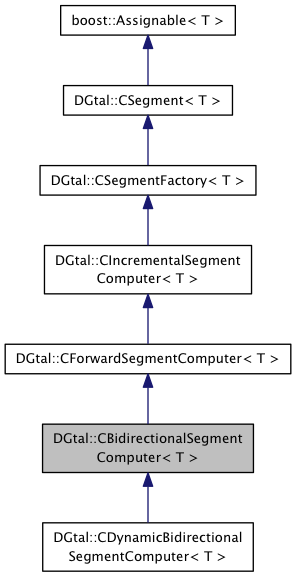 boost::Assignable< T >
DGtal::CSegment< T >
DGtal::CSegmentFactory< T >
DGtal::CIncrementalSegment
Computer< T >
DGtal::CForwardSegmentComputer< T >
DGtal::CBidirectionalSegment
Computer< T >
DGtal::CDynamicBidirectional
SegmentComputer< T >